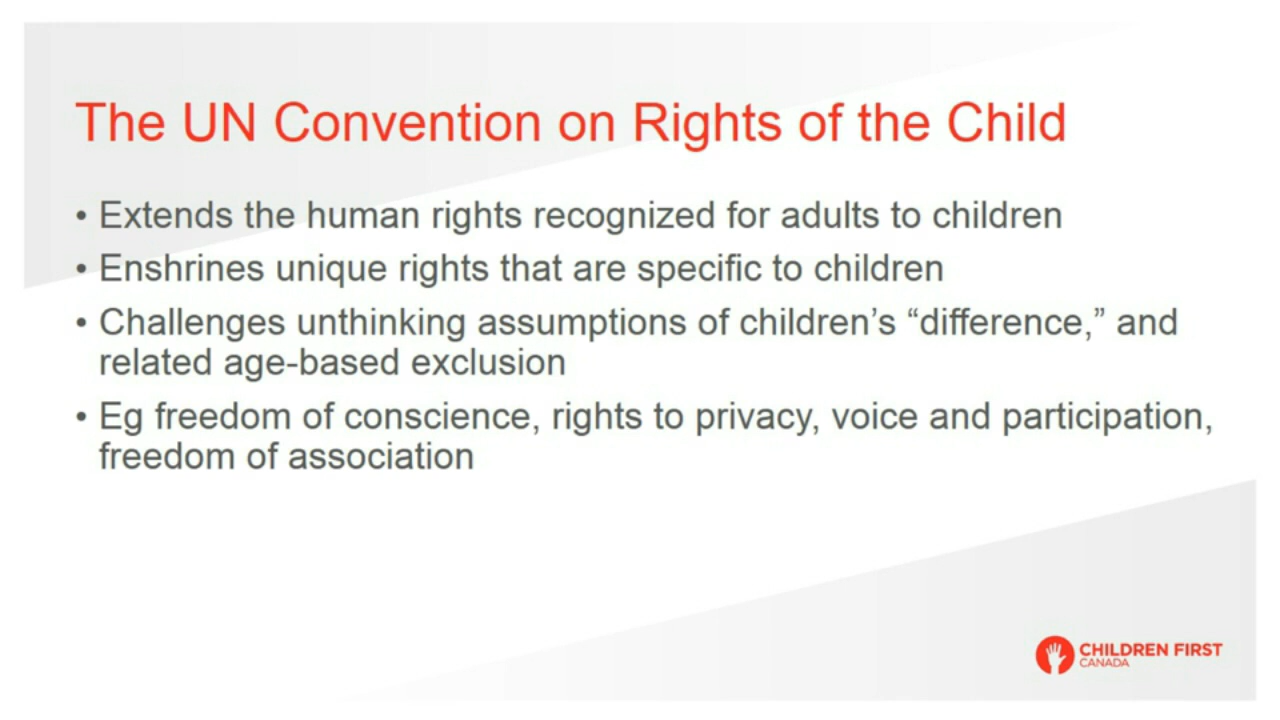 The UN Convention on Rights of the Child
• Extends the human rights recognized for adults to children
• Enshrines unique rights that are specific to children
• Challenges unthinking assumptions of children’s “difference,” and
related age-based exclusion
• Eg freedom of conscience, rights to privacy, voice and participation,
freedom of association
CHILDREN FIRST
CANADA